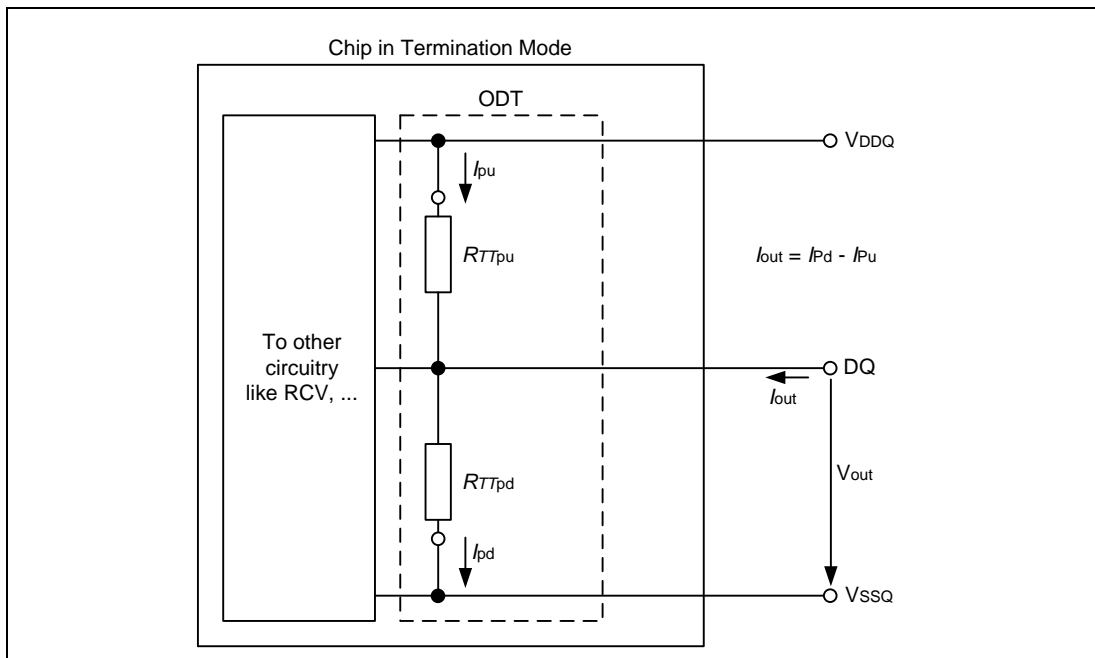 Chip in Termination Mode
ODT
VDDQ
Ipu
RTTpu
Iout = IPd - IPu
To other
circuitry
like RCV, ...
DQ
Iout
RTTpd
Vout
Ipd
VSSQ